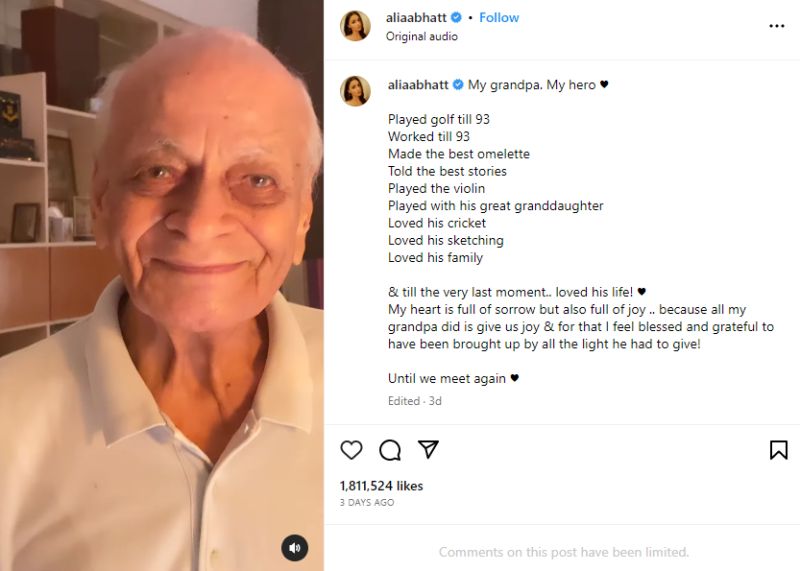 aliaabhatt • Follow
Original audio
aliaabhatt My grandpa. My hero ♥
Played golf till 93
Worked till 93
Made the best omelette
Told the best stories
Played the violin
Played with his great granddaughter
Loved his cricket
Loved his sketching
Loved his family
& till the very last moment.. loved his life! ♥
My heart is full of sorrow but also full of joy .. because all my
grandpa did is give us joy & for that I feel blessed and grateful to
have been brought up by all the light he had to give!
Until we meet again ♥
Edited · 3d
1,811,524 likes
3 DAYS AGO
Comments on this post have been limited.